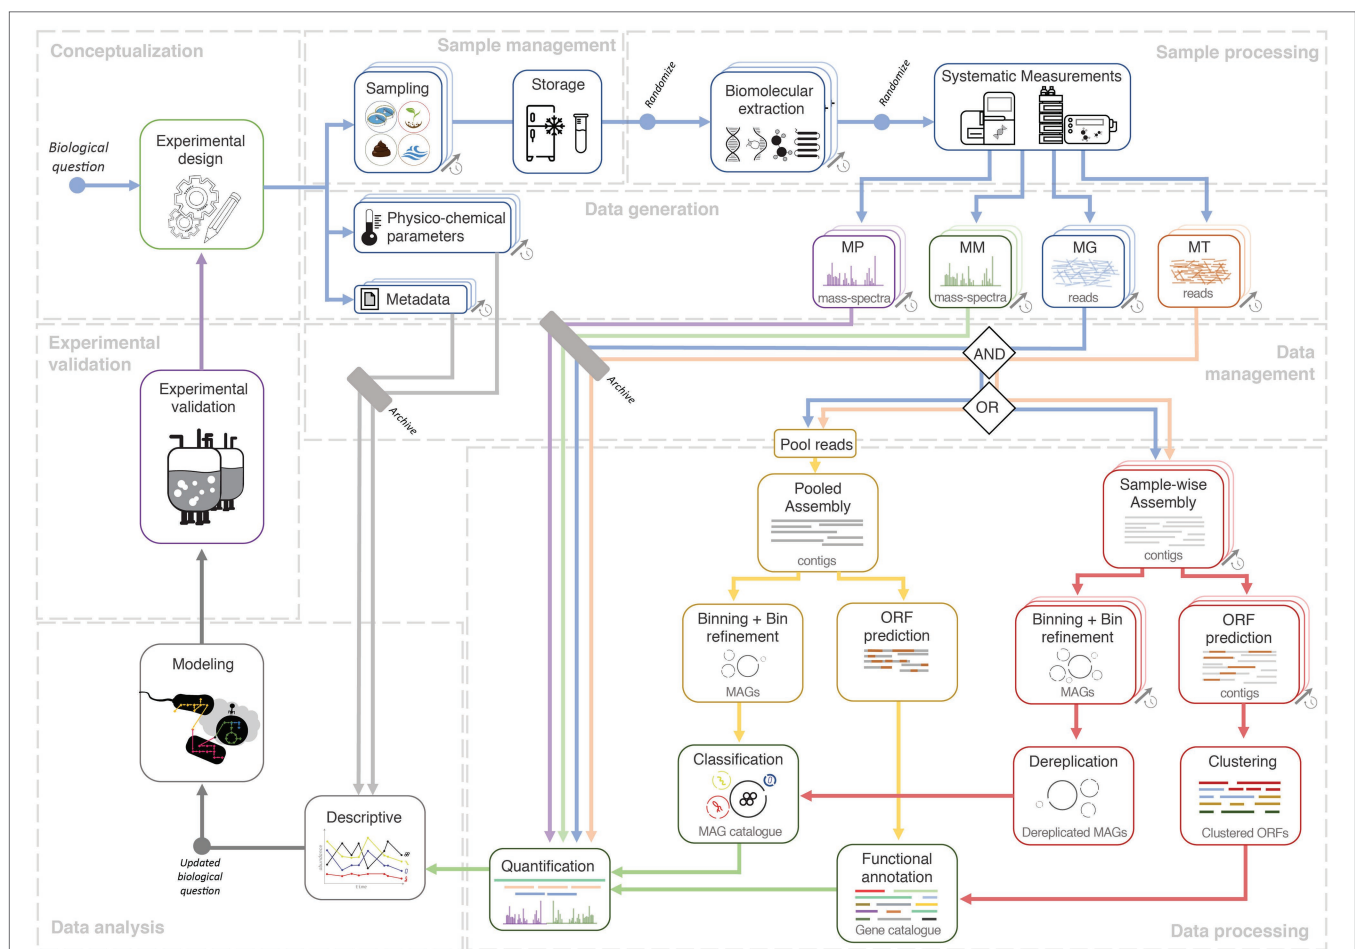 Conceptualization
Sample management
Sample processing
Biological
question
Experimental
design
Sampling
Storage
Randomize
Biomolecular
extraction
Randomize
Systematic Measurements
Data generation
Physico-chemical
parameters
Metadata
MP
mass-spectra
MM
mass-spectra
MG
reads
MT
reads
Experimental
validation
Archive
Archive
AND
OR
Data
management
Experimental
validation
Pool reads
Pooled
Assembly
contigs
Sample-wise
Assembly
contigs
Binning + Bin
refinement
MAGs
ORF
prediction
Binning + Bin
refinement
MAGs
ORF
prediction
contigs
Modeling
Classification
MAG catalogue
Dereplication
Dereplicated MAGs
Clustering
Clustered ORFs
Descriptive
abundance
time
Updated
biological
question
Quantification
Functional
annotation
Gene catalogue
Data analysis
Data processing